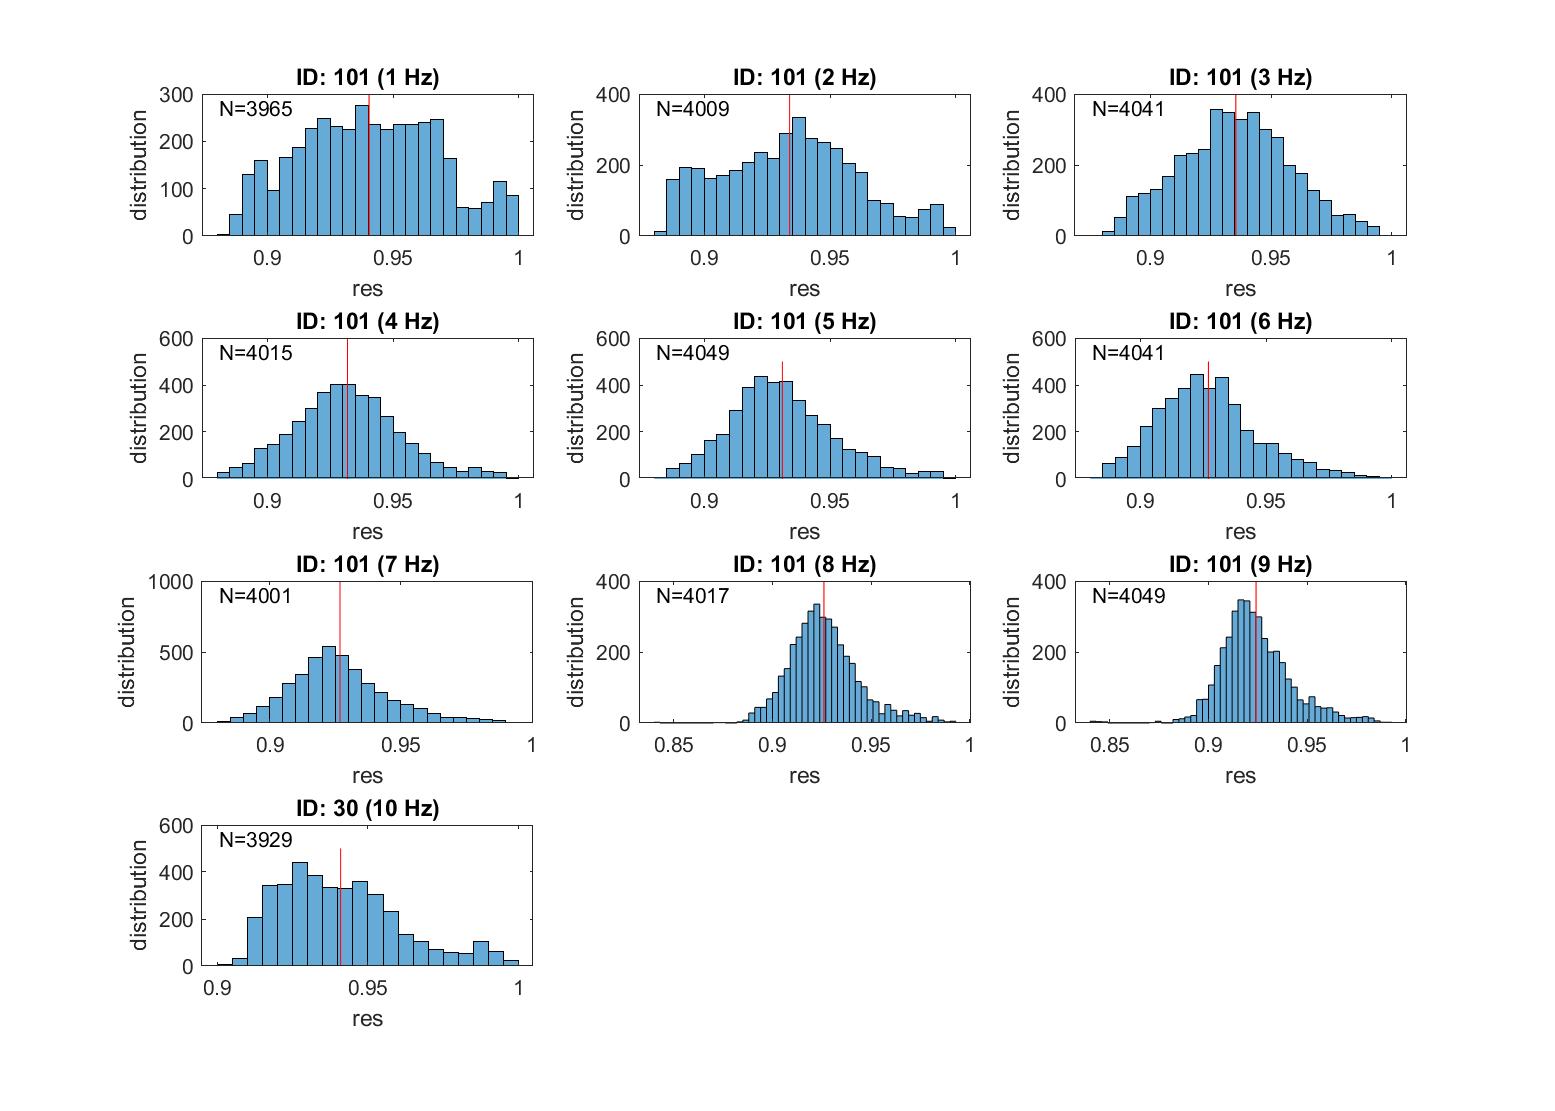 ID: 101 (1 Hz)
N=3965
distribution
300
200
100
0
0.9 0.95 1
res
ID: 101 (2 Hz)
N=4009
distribution
400
200
0
0.9 0.95 1
res
ID: 101 (3 Hz)
N=4041
distribution
400
200
0
0.9 0.95 1
res
ID: 101 (4 Hz)
N=4015
distribution
600
400
200
0
0.9 0.95 1
res
ID: 101 (5 Hz)
N=4049
distribution
600
400
200
0
0.9 0.95 1
res
ID: 101 (6 Hz)
N=4041
distribution
600
400
200
0
0.9 0.95 1
res
ID: 101 (7 Hz)
N=4001
distribution
1000
500
0
0.9 0.95 1
res
ID: 101 (8 Hz)
N=4017
distribution
400
200
0
0.85 0.9 0.95 1
res
ID: 101 (9 Hz)
N=4049
distribution
400
200
0
0.85 0.9 0.95 1
res
ID: 30 (10 Hz)
N=3929
distribution
600
400
200
0
0.9 0.95 1
res